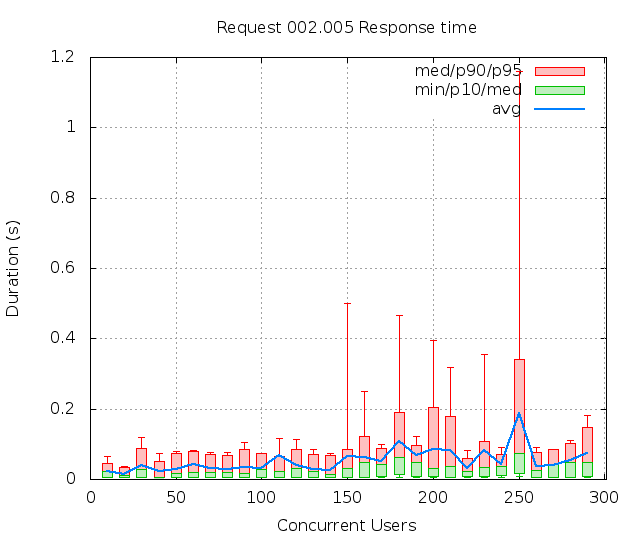 Request 002.005 Response time
med/p90/p95
min/p10/med
avg
Duration (s)
1.2
1
0.8
0.6
0.4
0.2
0
0 50 100 150 200 250 300
Concurrent Users